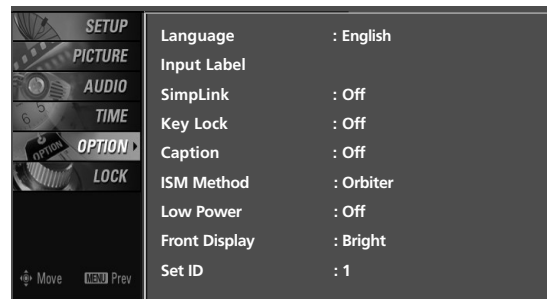 SETUP
PICTURE
AUDIO
TIME
OPTION
LOCK
Move MENU Prev
Language : English
Input Label
SimpLink : Off
Key Lock : Off
Caption : Off
ISM Method : Orbiter
Low Power : Off
Front Display : Bright
Set ID : 1